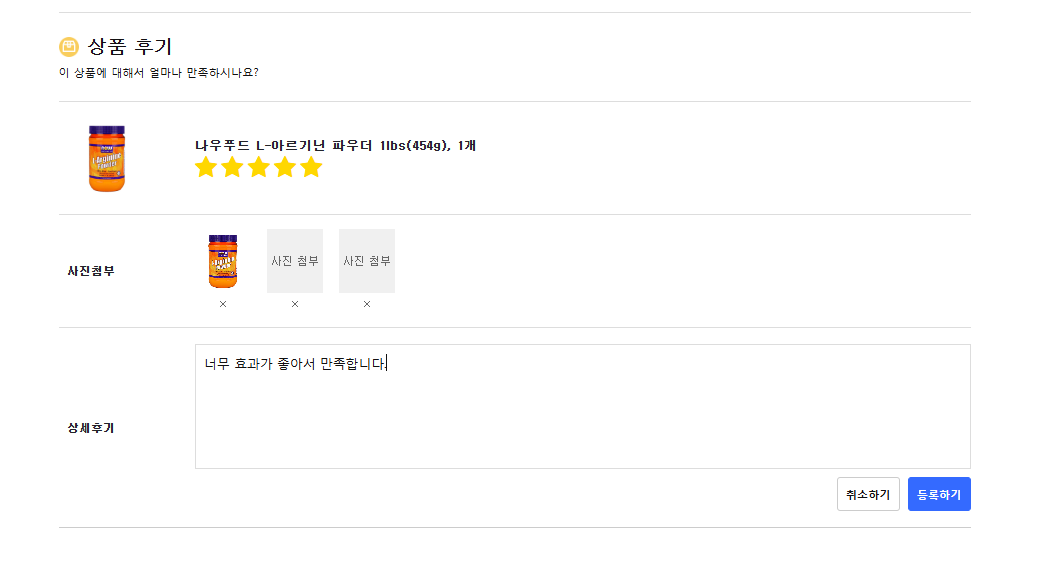 상품 후기
이 상품에 대해서 얼마나 만족하시나요?
나우푸드 L-아르기닌 파우더 1lbs(454g), 1개
사진첨부
사진 첨부 사진 첨부
× × ×
너무 효과가 좋아서 만족합니다.
상세후기
취소하기 등록하기